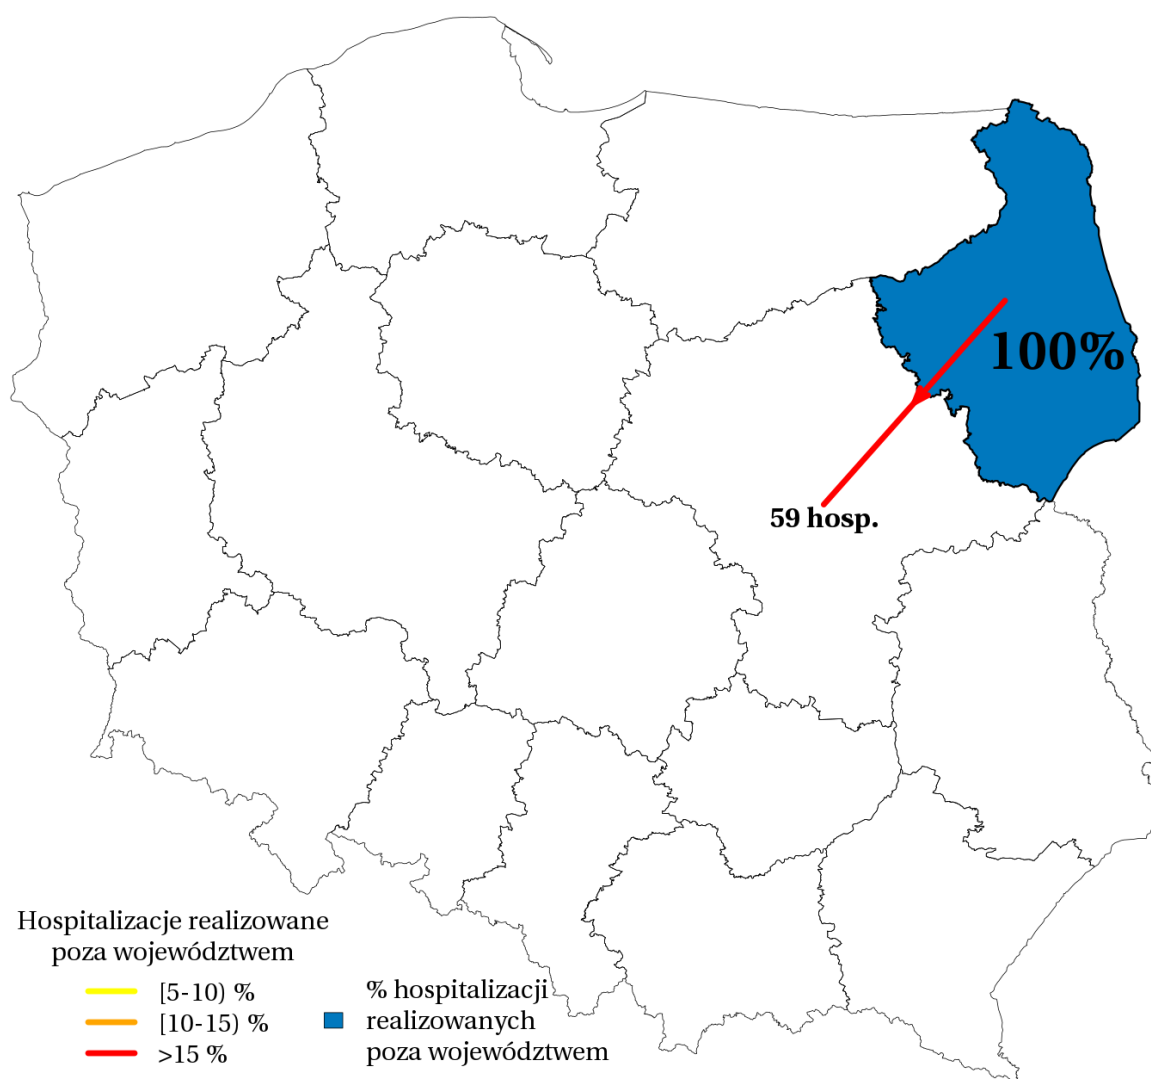 100%
59 hosp.
Hospitalizacje realizowane
poza województwem
[5-10) %
[10-15) %
>15 %
% hospitalizacji
realizowanych
poza województwem